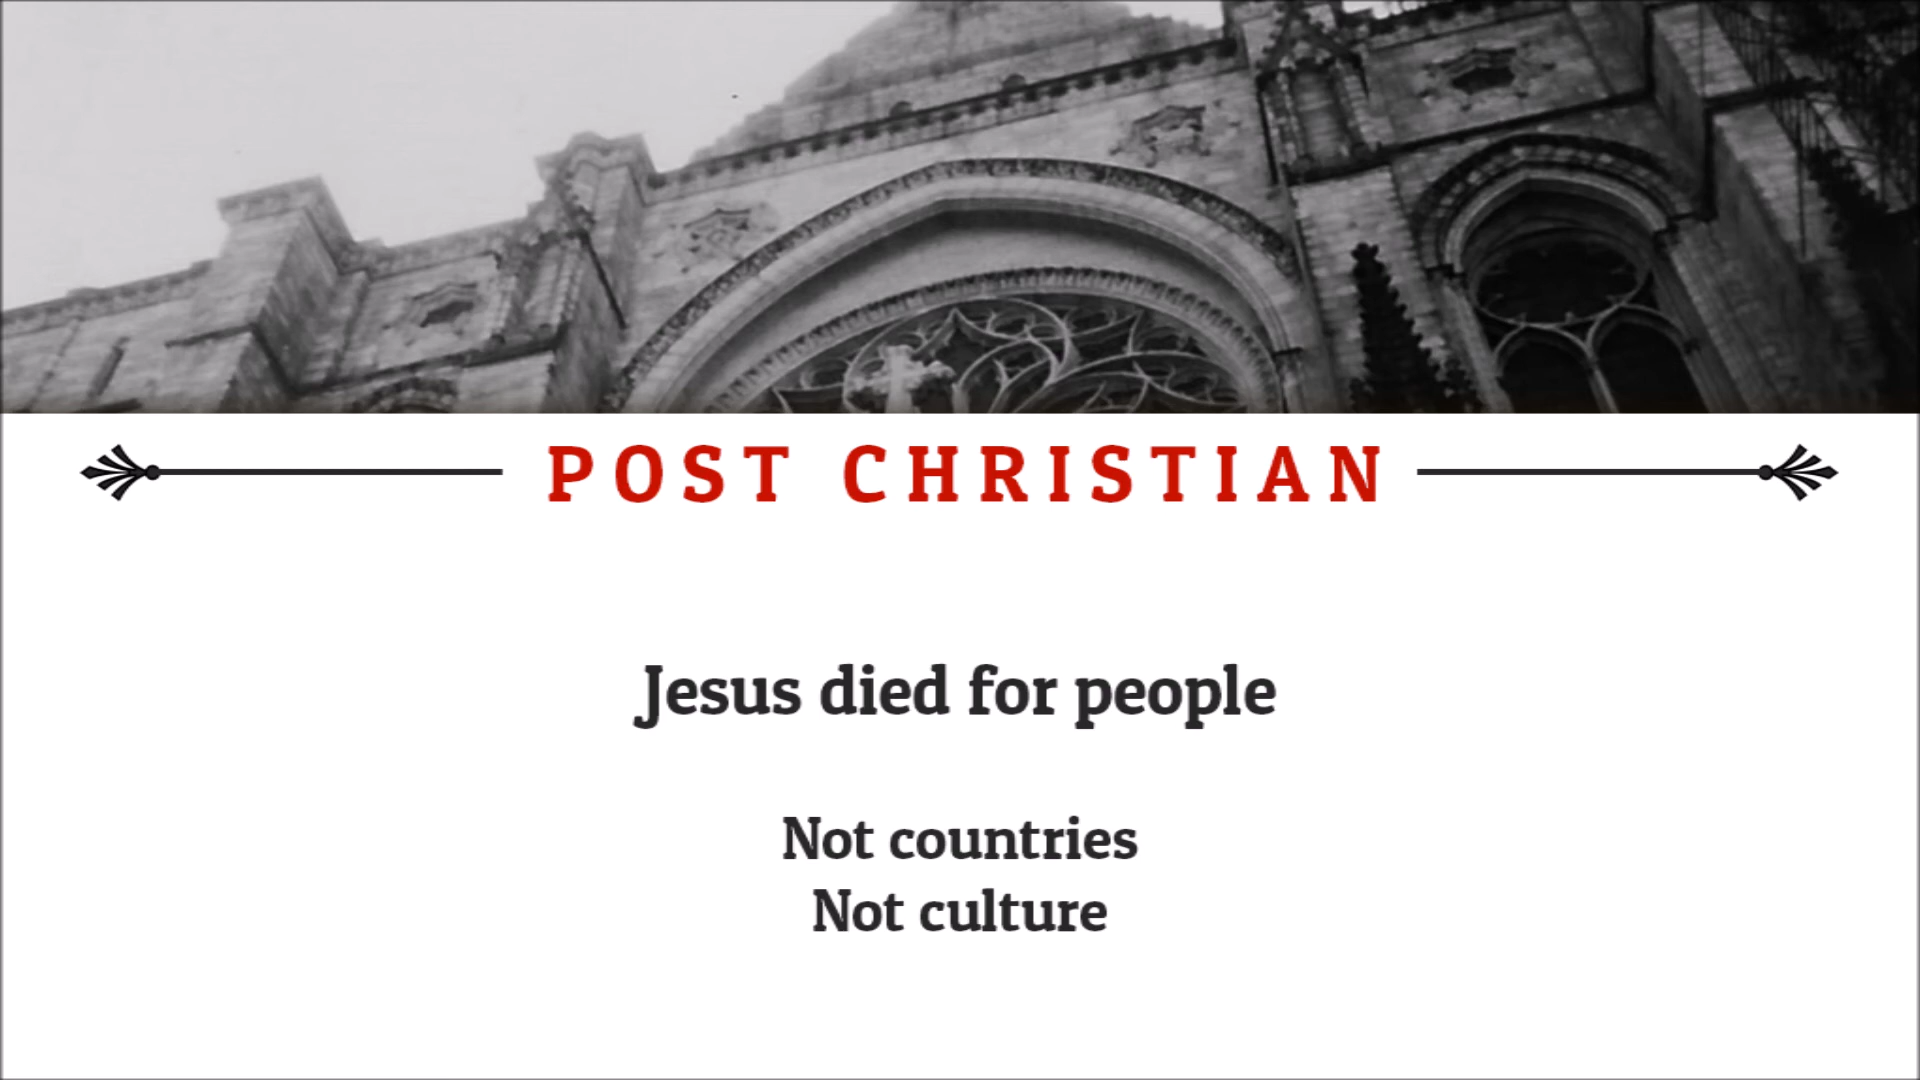 POST CHRISTIAN
Jesus died for people
Not countries
Not culture